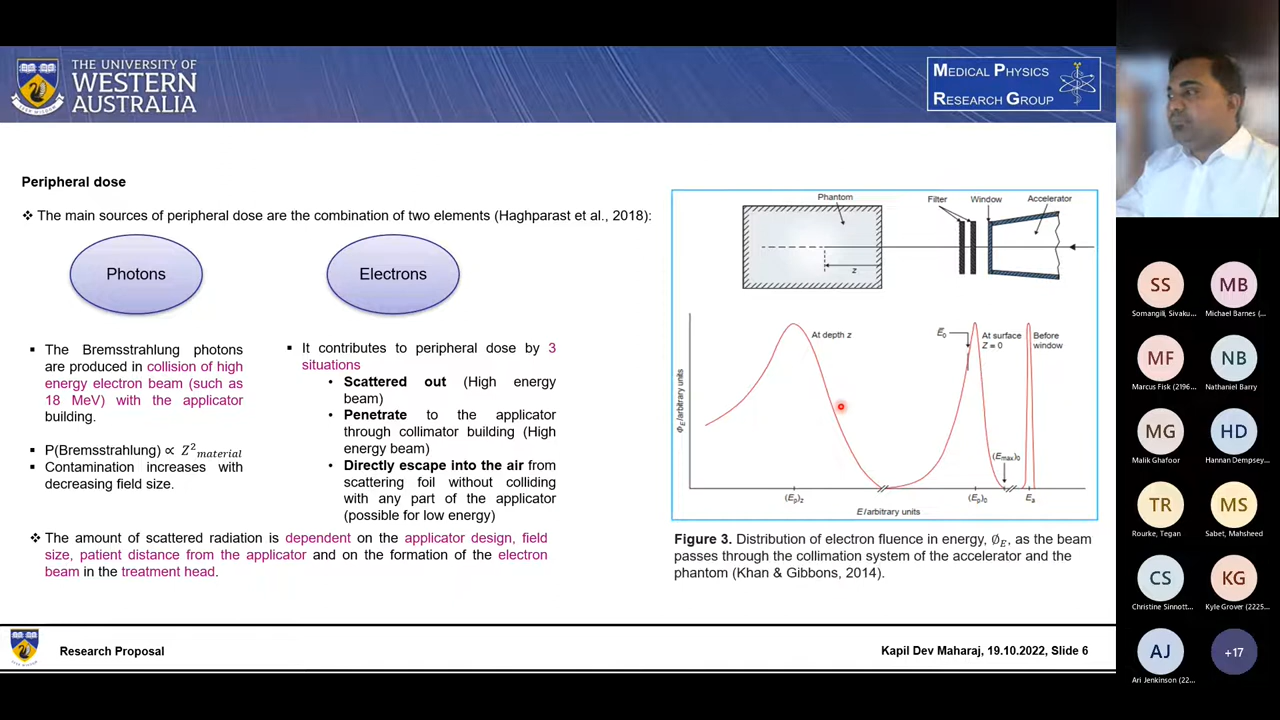 THE UNIVERSITY OF
WESTERN
AUSTRALIA
MEDICAL PHYSICS
RESEARCH GROUP
Peripheral dose
❖ The main sources of peripheral dose are the combination of two elements (Haghparast et al., 2018):
Photons
Electrons
▪ The Bremsstrahlung photons
are produced in collision of high
energy electron beam (such as
18 MeV) with the applicator
building.
▪ P(Bremsstrahlung) ∝ Z²material
▪ Contamination increases with
decreasing field size.
▪ It contributes to peripheral dose by 3
situations
• Scattered out (High energy
beam)
• Penetrate to the applicator
through collimator building (High
energy beam)
• Directly escape into the air from
scattering foil without colliding
with any part of the applicator
(possible for low energy)
❖ The amount of scattered radiation is dependent on the applicator design, field
size, patient distance from the applicator and on the formation of the electron
beam in the treatment head.
Phantom
Filter
Window
Accelerator
z
At depth z
Ē₀
At surface
Z = 0
Before
window
(Emax)₀
ΦE/arbitrary units
(Ep)z
(Ep)₀
Ea
E/arbitrary units
Figure 3. Distribution of electron fluence in energy, ∅E, as the beam
passes through the collimation system of the accelerator and the
phantom (Khan & Gibbons, 2014).
Research Proposal
Kapil Dev Maharaj, 19.10.2022, Slide 6
SS
Somangili, Sivaku...
MB
Michael Barnes (...
MF
Marcus Fisk (2196...
NB
Nathaniel Barry
MG
Malik Ghafoor
HD
Hannan Dempsey...
TR
Rourke, Tegan
MS
Sabet, Mahsheed
CS
Christine Sinnott...
KG
Kyle Grover (2225...
AJ
Ari Jenkinson (22...
+17